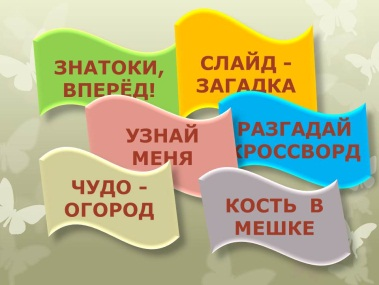 ЗНАТОКИ,
ВПЕРЁД!
СЛАЙД -
ЗАГАДКА
УЗНАЙ
МЕНЯ
РАЗГАДАЙ
КРОССВОРД
ЧУДО -
ОГОРОД
КОСТЬ В
МЕШКЕ